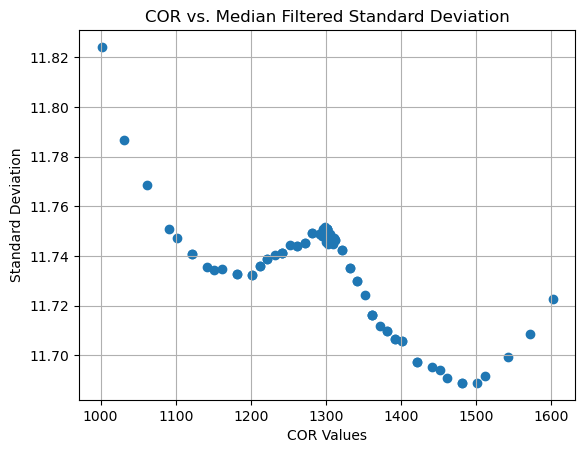 COR vs. Median Filtered Standard Deviation
11.82
11.80
11.78
11.76
11.74
11.72
11.70
Standard Deviation
1000 1100 1200 1300 1400 1500 1600
COR Values